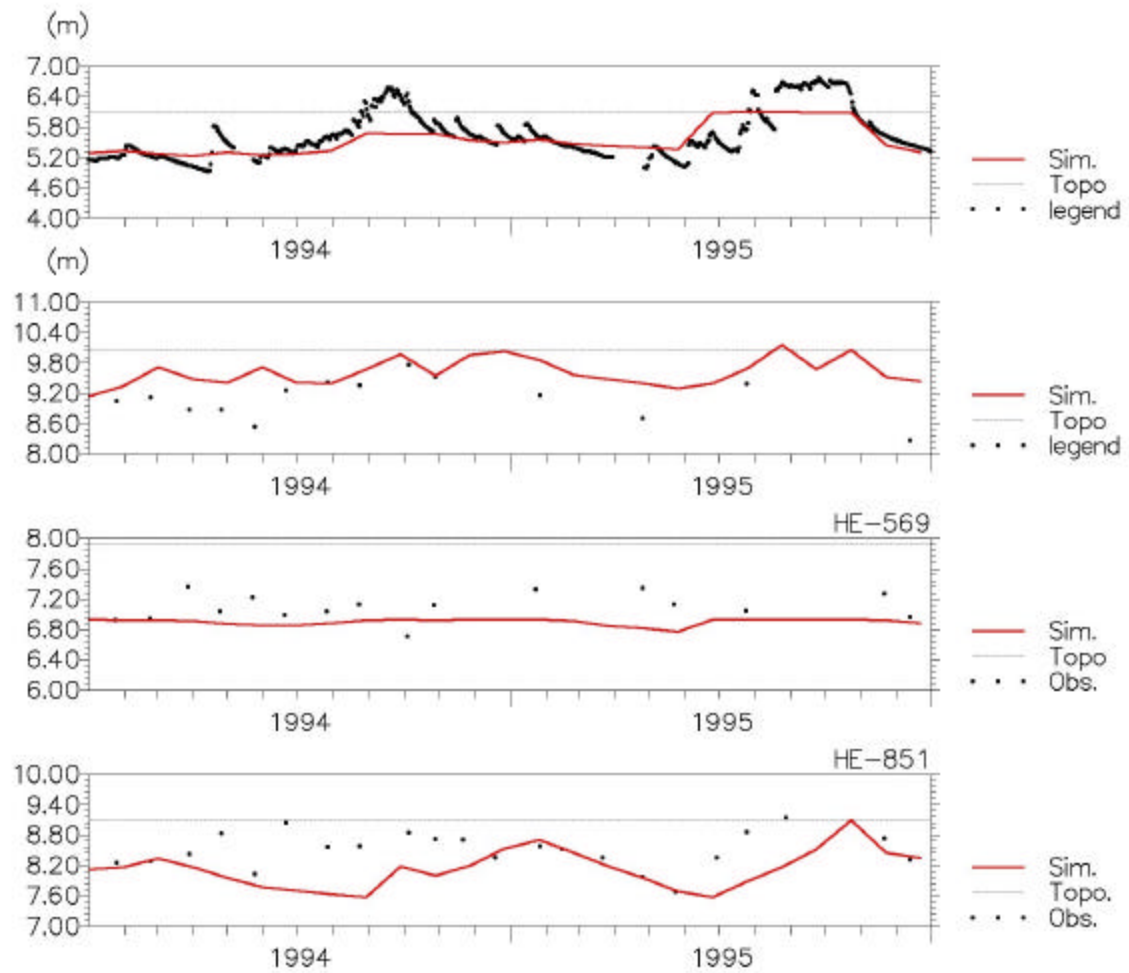 (m)
7.00
6.40
5.80
5.20
4.60
4.00
Sim.
Topo
legend
1994 1995
(m)
11.00
10.40
9.80
9.20
8.60
8.00
Sim.
Topo
legend
1994 1995
HE-569
8.00
7.60
7.20
6.80
6.40
6.00
Sim.
Topo
Obs.
1994 1995
HE-851
10.00
9.40
8.80
8.20
7.60
7.00
Sim.
Topo.
Obs.
1994 1995